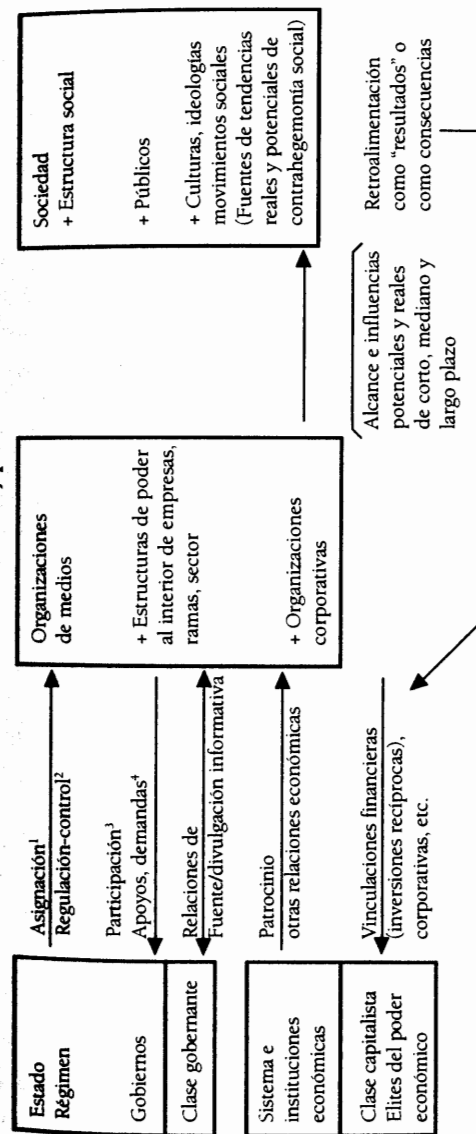 Estado
Régimen
Gobiernos
Clase gobernante
Sistema e
instituciones
económicas
Clase capitalista
Elites del poder
económico
Asignación¹
Regulación-control²
Participación³
Apoyos, demandas⁴
Relaciones de
Fuente/divulgación informativa
Patrocinio
otras relaciones económicas
Vinculaciones financieras
(inversiones recíprocas),
corporativas, etc.
Organizaciones
de medios
+ Estructuras de poder
al interior de empresas,
ramas, sector
+ Organizaciones
corporativas
Alcance e influencias
potenciales y reales
de corto, mediano y
largo plazo
Sociedad
+ Estructura social
+ Públicos
+ Culturas, ideologías
movimientos sociales
(Fuentes de tendencias
reales y potenciales de
contrahegemonía social)
Retroalimentación
como "resultados" o
como consecuencias